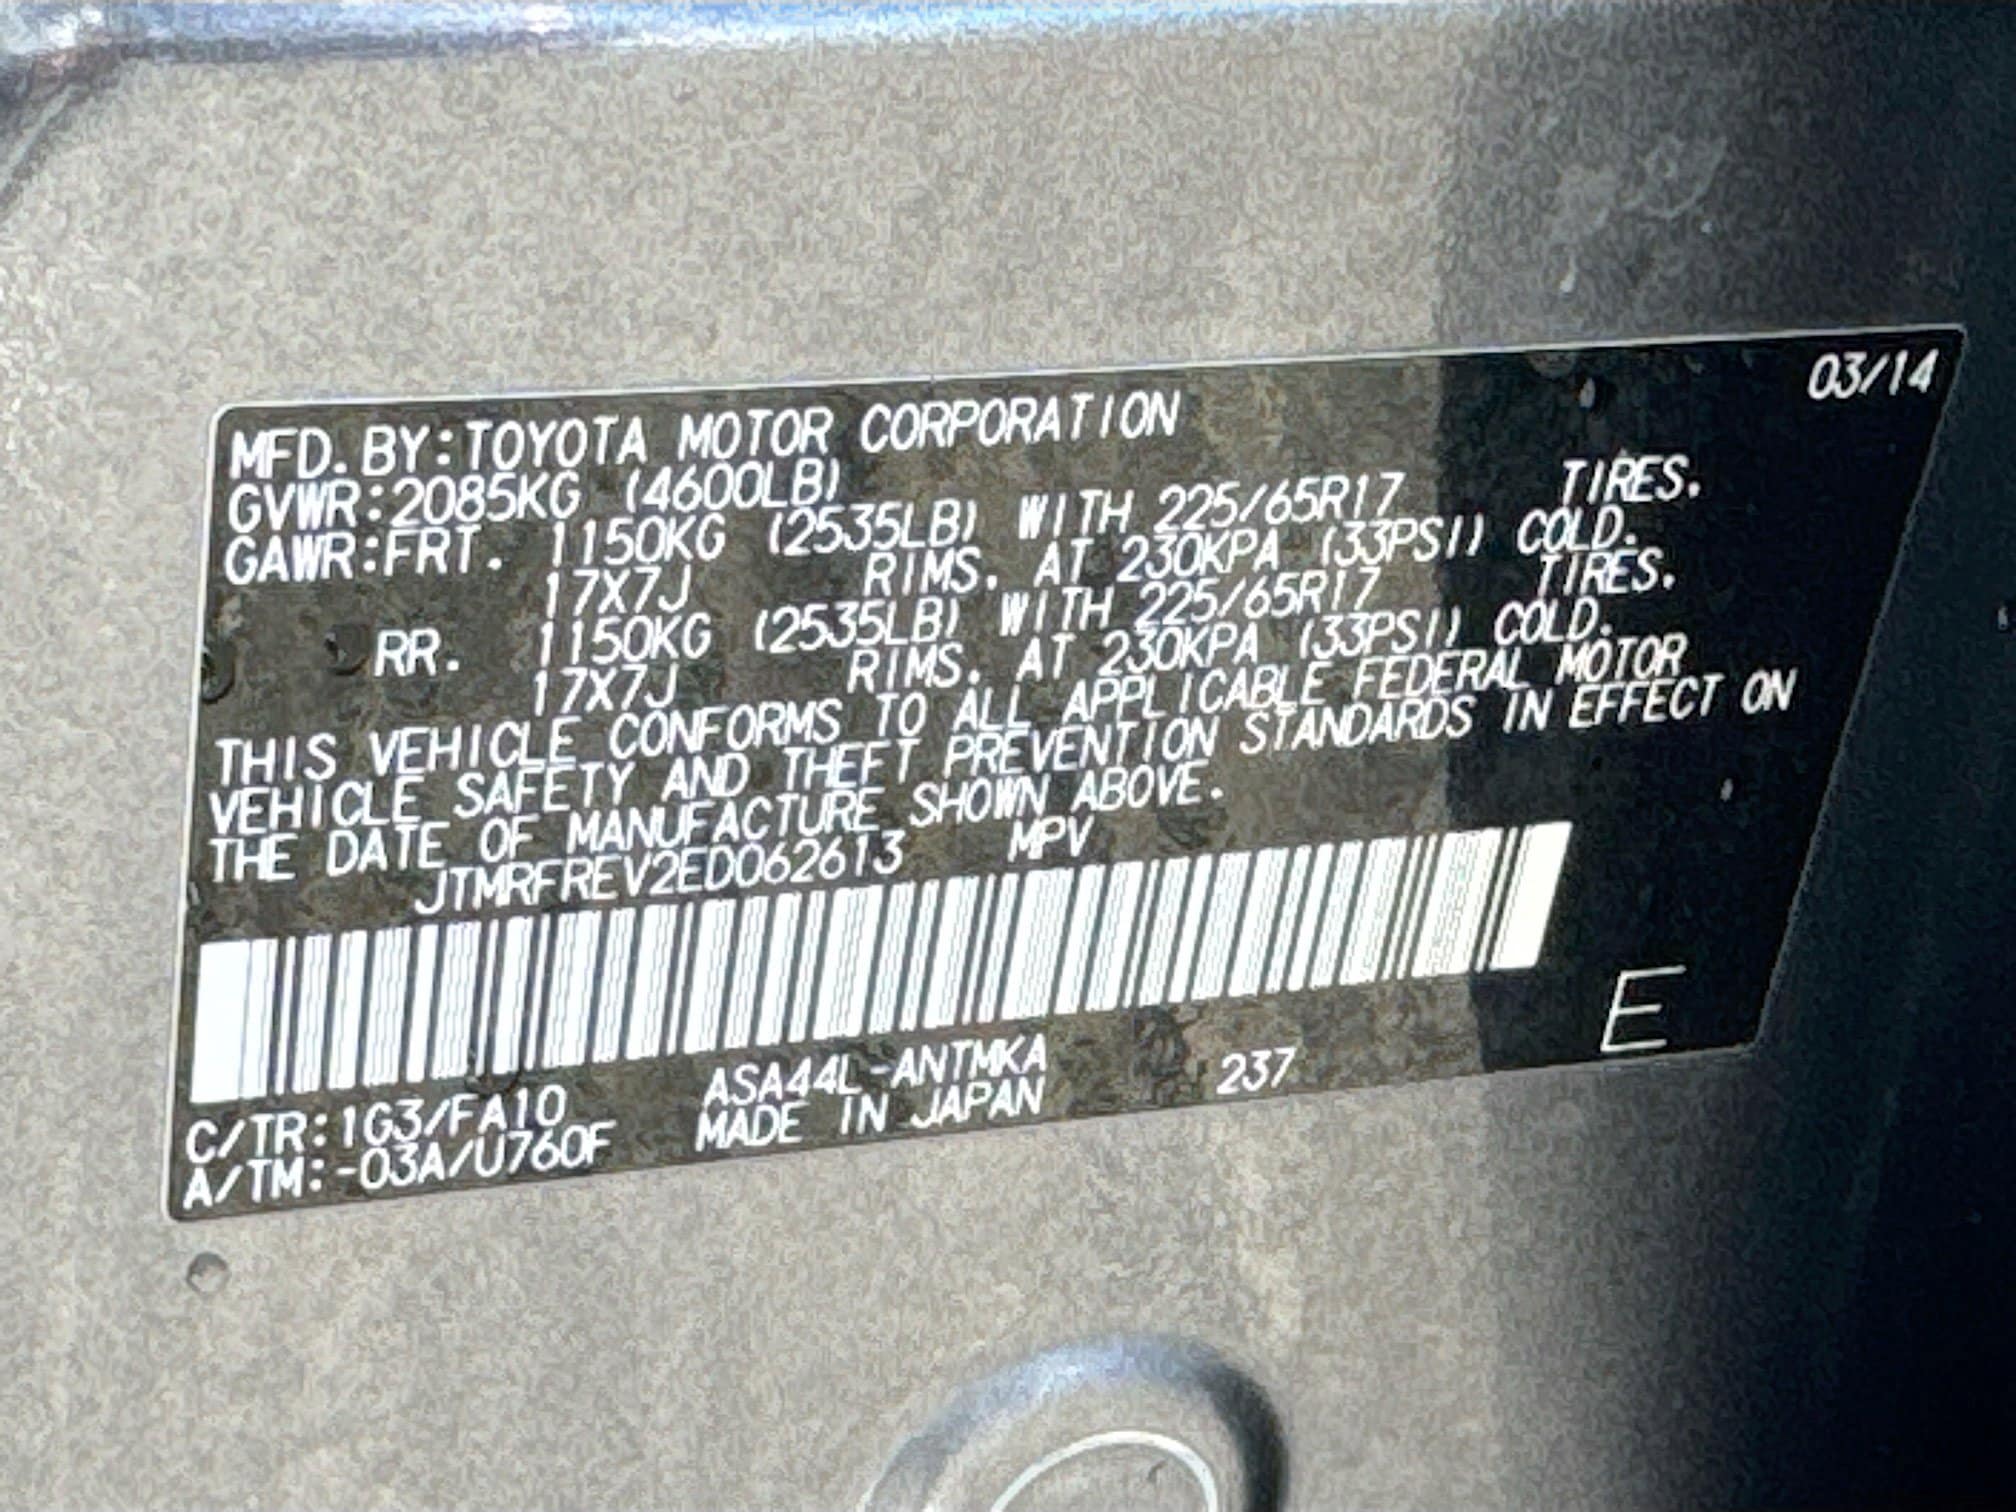 03/14
MFD. BY:TOYOTA MOTOR CORPORATION
GVWR:2085KG (4600LB)
GAWR:FRT. 1150KG (2535LB) WITH 225/65R17 TIRES.
17X7J RIMS. AT 230KPA (33PSI) COLD.
RR. 1150KG (2535LB) WITH 225/65R17 TIRES.
17X7J RIMS. AT 230KPA (33PSI) COLD.
THIS VEHICLE CONFORMS TO ALL APPLICABLE FEDERAL MOTOR
VEHICLE SAFETY AND THEFT PREVENTION STANDARDS IN EFFECT ON
THE DATE OF MANUFACTURE SHOWN ABOVE.
JTMRFREV2ED062613 MPV
E
C/TR:1G3/FA10 ASA44L-ANTMKA 237
A/TM:-03A/U760F MADE IN JAPAN